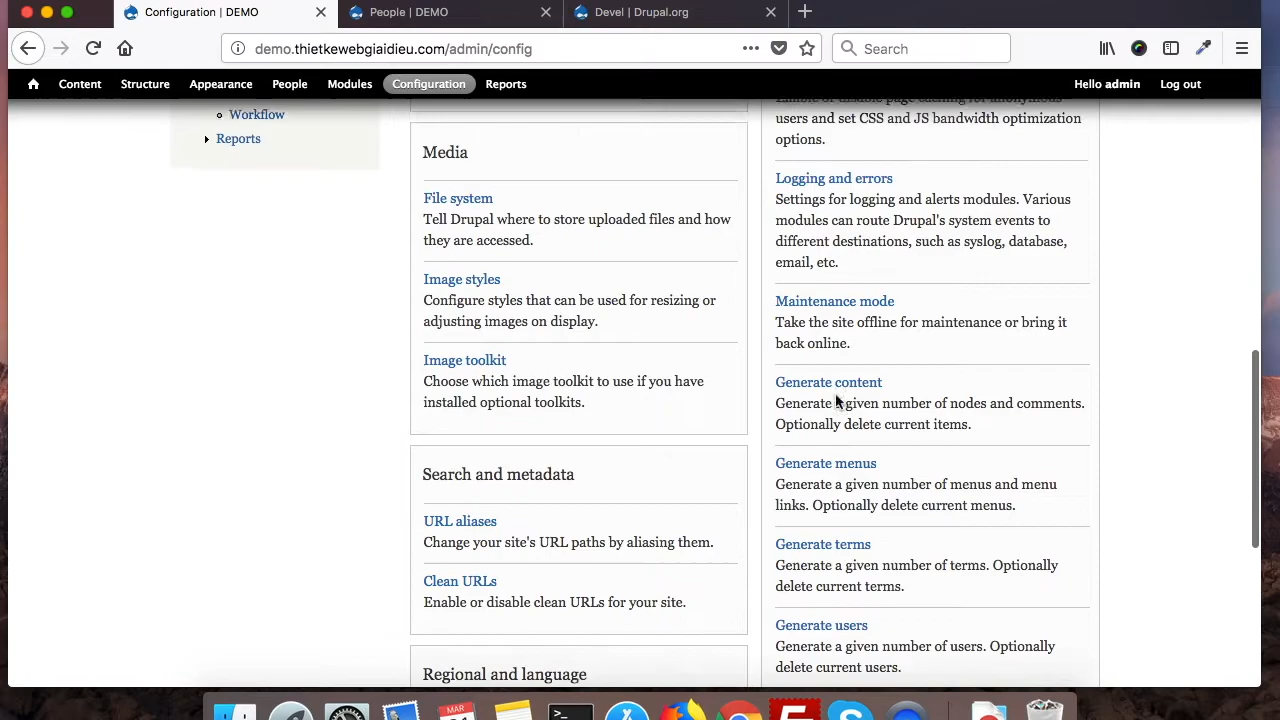 Configuration | DEMO
People | DEMO
Devel | Drupal.org
demo.thietkewebgiaidieu.com/admin/config
Search
Content
Structure
Appearance
People
Modules
Configuration
Reports
Hello admin
Log out
Workflow
Reports
Media
File system
Tell Drupal where to store uploaded files and how
they are accessed.
Image styles
Configure styles that can be used for resizing or
adjusting images on display.
Image toolkit
Choose which image toolkit to use if you have
installed optional toolkits.
Search and metadata
URL aliases
Change your site's URL paths by aliasing them.
Clean URLs
Enable or disable clean URLs for your site.
Regional and language
Enable or disable page caching for anonymous
users and set CSS and JS bandwidth optimization
options.
Logging and errors
Settings for logging and alerts modules. Various
modules can route Drupal's system events to
different destinations, such as syslog, database,
email, etc.
Maintenance mode
Take the site offline for maintenance or bring it
back online.
Generate content
Generate a given number of nodes and comments.
Optionally delete current items.
Generate menus
Generate a given number of menus and menu
links. Optionally delete current menus.
Generate terms
Generate a given number of terms. Optionally
delete current terms.
Generate users
Generate a given number of users. Optionally
delete current users.
MAR